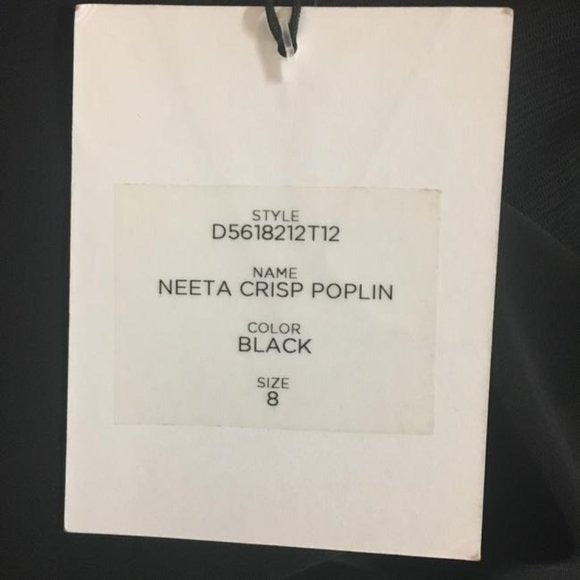 STYLE
D5618212T12
NAME
NEETA CRISP POPLIN
COLOR
BLACK
SIZE
8